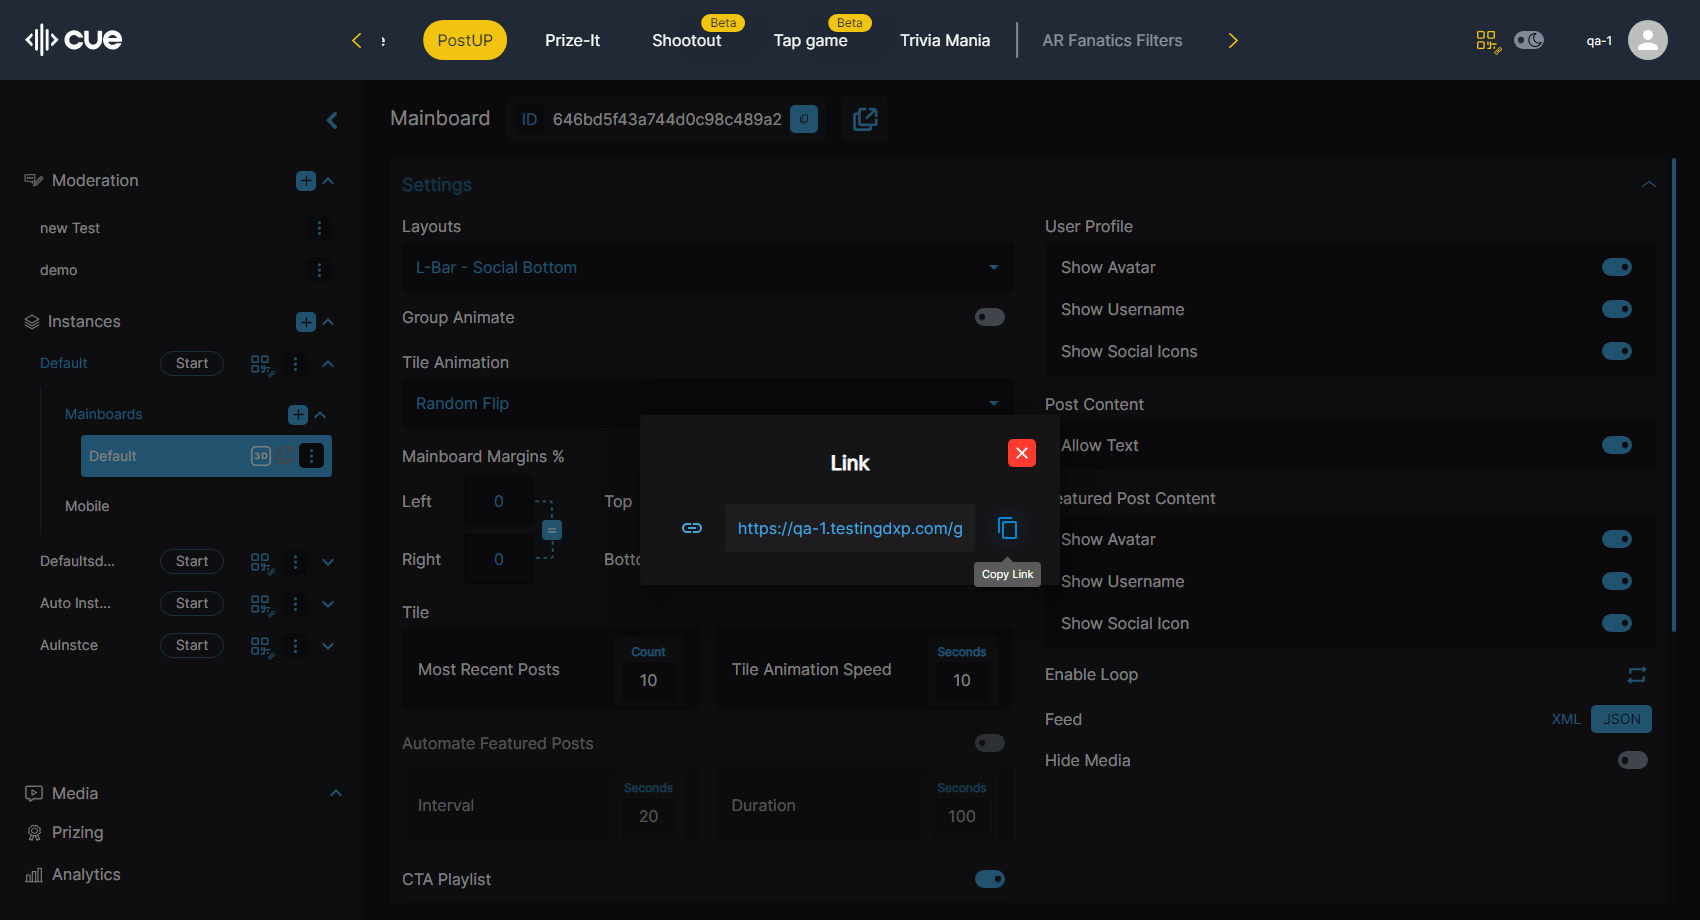 cue
e
PostUP
Prize-It
Beta
Shootout
Beta
Tap game
Trivia Mania
AR Fanatics Filters
qa-1
Moderation
new Test
demo
Instances
Default
Start
Mainboards
Default
3D
Mobile
Defaultsd...
Start
Auto Inst...
Start
AuInstce
Start
Media
Prizing
Analytics
Mainboard
ID
646bd5f43a744d0c98c489a2
Settings
Layouts
L-Bar - Social Bottom
Group Animate
Tile Animation
Random Flip
Mainboard Margins %
Left
0
Top
=
Right
0
Botto
Tile
Most Recent Posts
Count
10
Tile Animation Speed
Seconds
10
Automate Featured Posts
Interval
Seconds
20
Duration
Seconds
100
CTA Playlist
User Profile
Show Avatar
Show Username
Show Social Icons
Post Content
Allow Text
eatured Post Content
Show Avatar
Show Username
Show Social Icon
Enable Loop
Feed
XML
JSON
Hide Media
Link
https://qa-1.testingdxp.com/g
Copy Link